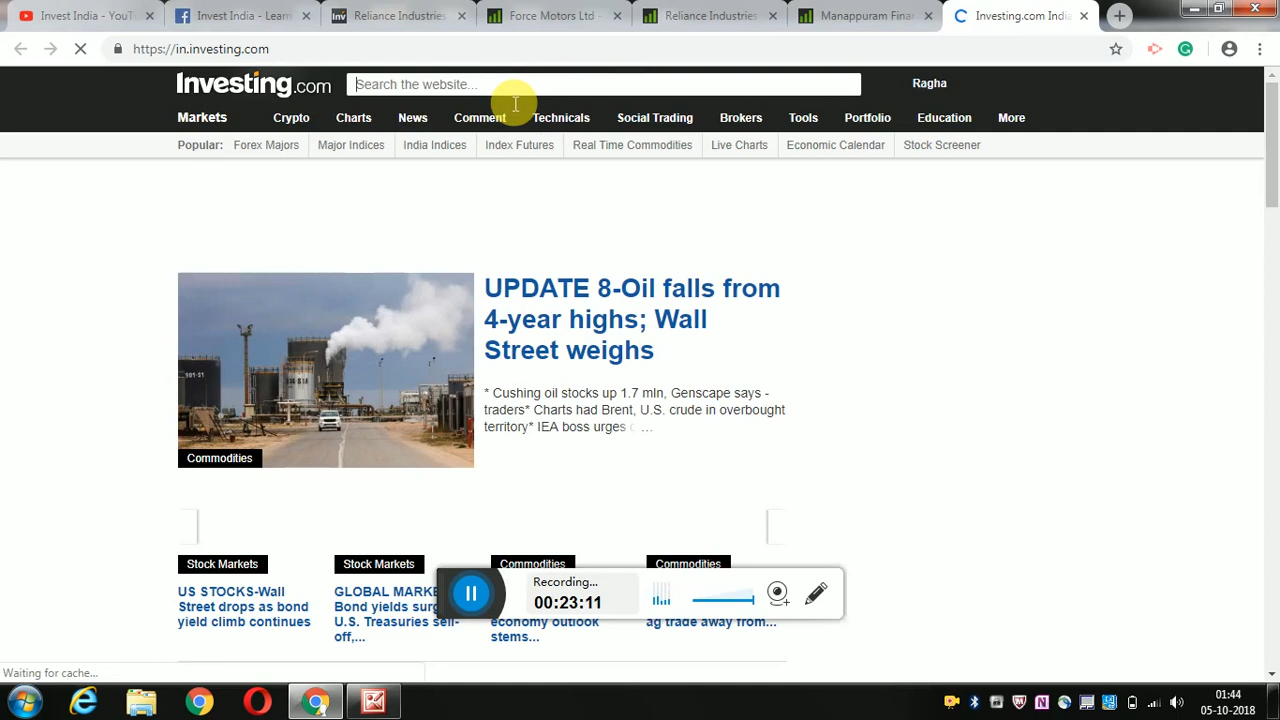 Invest India - YouTu
Invest India - Learn
Reliance Industries
Force Motors Ltd -
Reliance Industries
Manappuram Finan
Investing.com India
https://in.investing.com
Investing.com
Search the website...
Ragha
Markets
Crypto
Charts
News
Comment
Technicals
Social Trading
Brokers
Tools
Portfolio
Education
More
Popular:
Forex Majors
Major Indices
India Indices
Index Futures
Real Time Commodities
Live Charts
Economic Calendar
Stock Screener
UPDATE 8-Oil falls from
4-year highs; Wall
Street weighs
* Cushing oil stocks up 1.7 mln, Genscape says -
traders* Charts had Brent, U.S. crude in overbought
territory* IEA boss urges ...
Commodities
Stock Markets
US STOCKS-Wall
Street drops as bond
yield climb continues
Stock Markets
GLOBAL MARKE
Bond yields surg
U.S. Treasuries sell-
off,...
Commodities
economy outlook
stems...
Commodities
ag trade away from...
Recording...
00:23:11
Waiting for cache...
01:44
05-10-2018